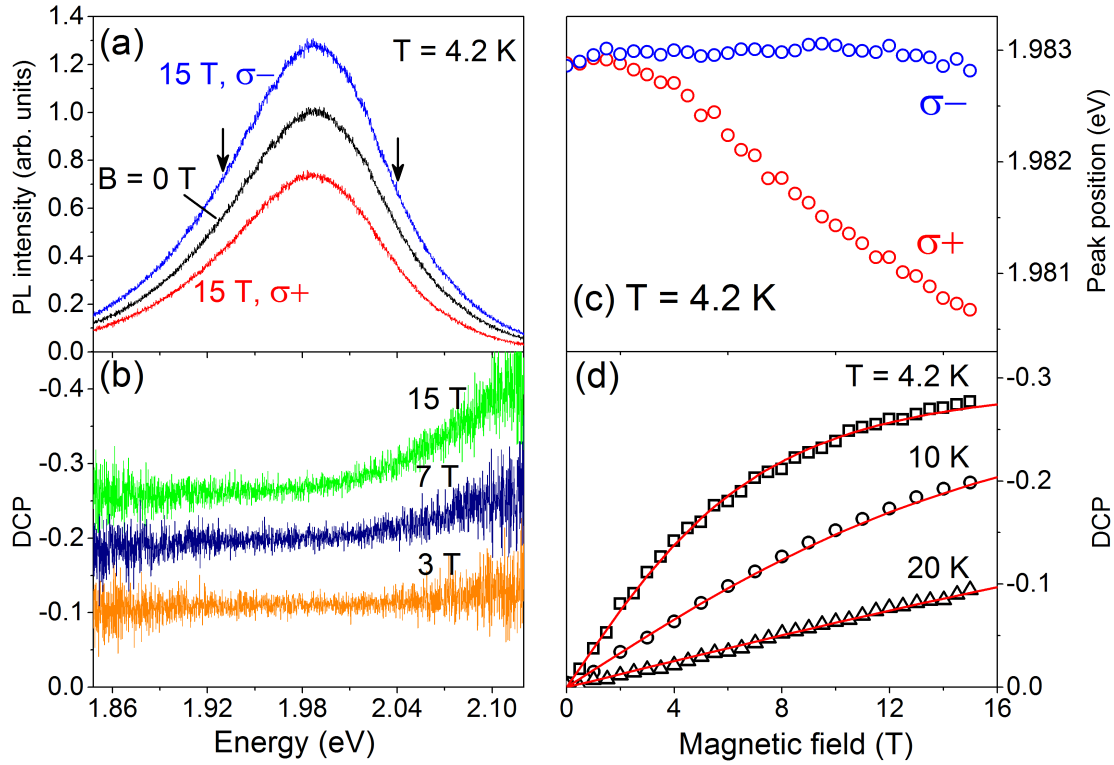 (a)
T = 4.2 K
15 T, σ−
B = 0 T
15 T, σ+
PL intensity (arb. units)
1.4
1.2
1.0
0.8
0.6
0.4
0.2
0.0
(b)
15 T
7 T
3 T
DCP
-0.4
-0.3
-0.2
-0.1
0.0
1.86
1.92
1.98
2.04
2.10
Energy (eV)
(c) T = 4.2 K
σ−
σ+
1.983
1.982
1.981
Peak position (eV)
(d)
T = 4.2 K
10 K
20 K
-0.3
-0.2
-0.1
0.0
DCP
0
4
8
12
16
Magnetic field (T)